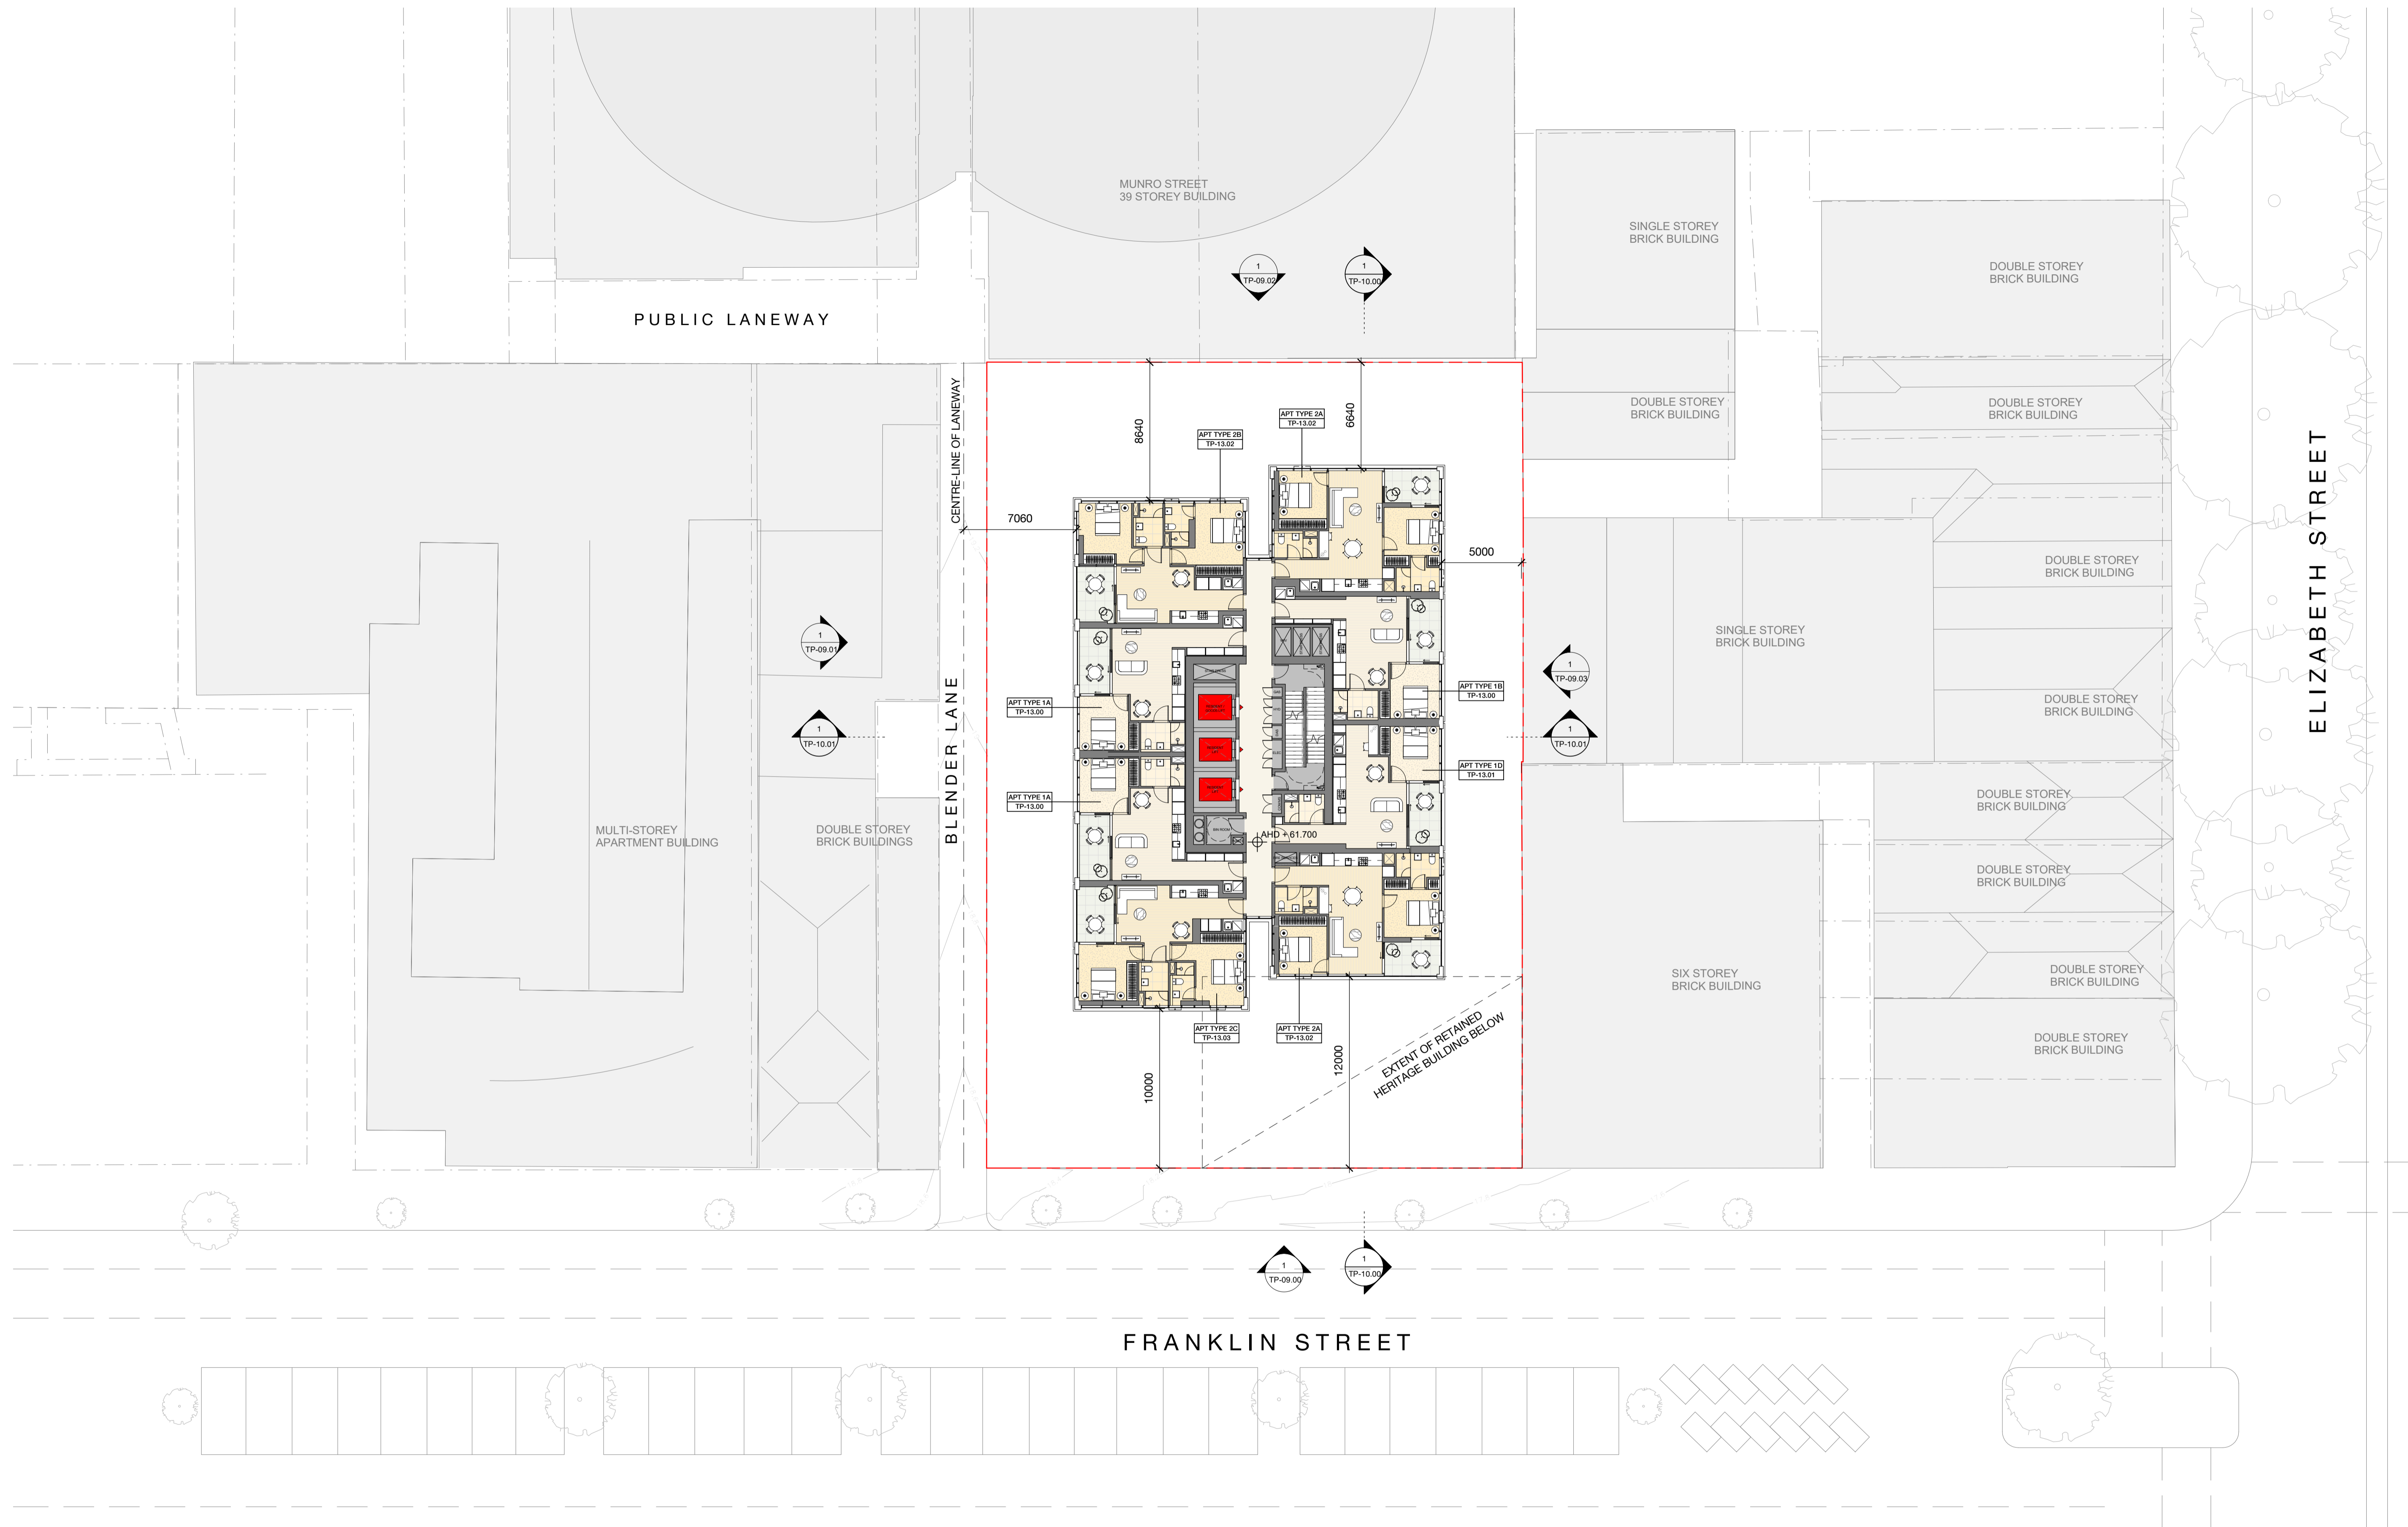 MUNRO STREET
39 STOREY BUILDING
SINGLE STOREY
BRICK BUILDING
DOUBLE STOREY
BRICK BUILDING
1
TP-09.02
1
TP-10.00
PUBLIC LANEWAY
CENTRE-LINE OF LANEWAY
8640
6640
APT TYPE 2A
TP-13.02
APT TYPE 2B
TP-13.02
DOUBLE STOREY
BRICK BUILDING
DOUBLE STOREY
BRICK BUILDING
ELIZABETH STREET
7060
5000
DOUBLE STOREY
BRICK BUILDING
1
TP-09.01
1
TP-09.03
SINGLE STOREY
BRICK BUILDING
APT TYPE 1A
TP-13.00
APT TYPE 1B
TP-13.00
DOUBLE STOREY
BRICK BUILDING
1
TP-10.01
1
TP-10.01
BLENDER LANE
APT TYPE 1D
TP-13.01
APT TYPE 1A
TP-13.00
DOUBLE STOREY
BRICK BUILDING
MULTI-STOREY
APARTMENT BUILDING
DOUBLE STOREY
BRICK BUILDINGS
BIN ROOM
AHD + 61.700
DOUBLE STOREY
BRICK BUILDING
SIX STOREY
BRICK BUILDING
DOUBLE STOREY
BRICK BUILDING
APT TYPE 2C
TP-13.03
APT TYPE 2A
TP-13.02
EXTENT OF RETAINED
HERITAGE BUILDING BELOW
DOUBLE STOREY
BRICK BUILDING
10000
12000
1
TP-09.00
1
TP-10.00
FRANKLIN STREET